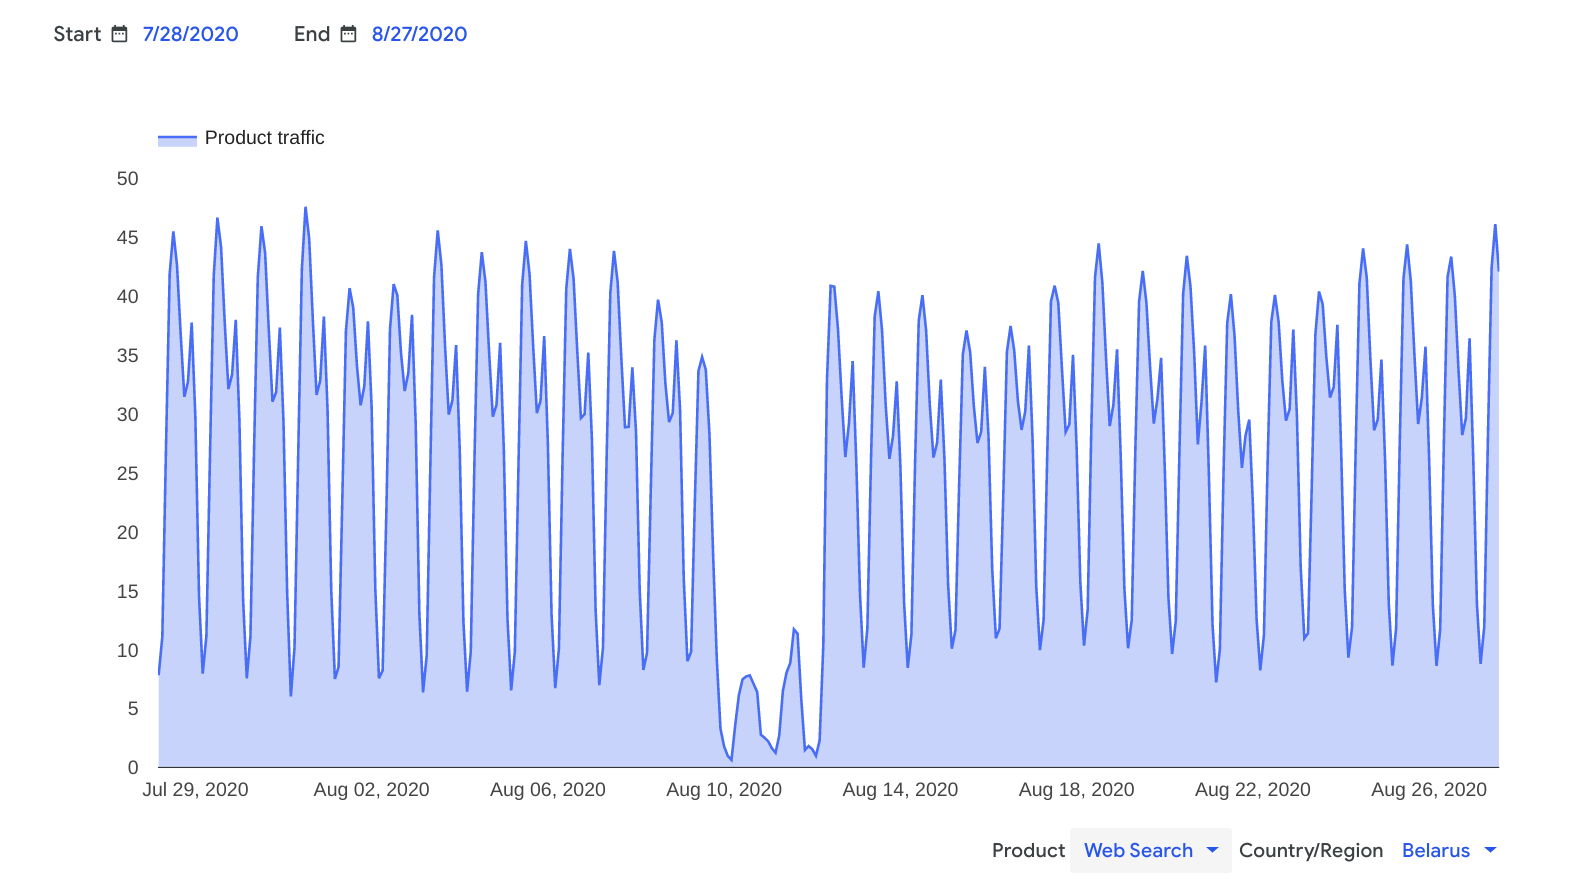 Start 7/28/2020 End 8/27/2020
Product traffic
50
45
40
35
30
25
20
15
10
5
0
Jul 29, 2020 Aug 02, 2020 Aug 06, 2020 Aug 10, 2020 Aug 14, 2020 Aug 18, 2020 Aug 22, 2020 Aug 26, 2020
Product Web Search Country/Region Belarus